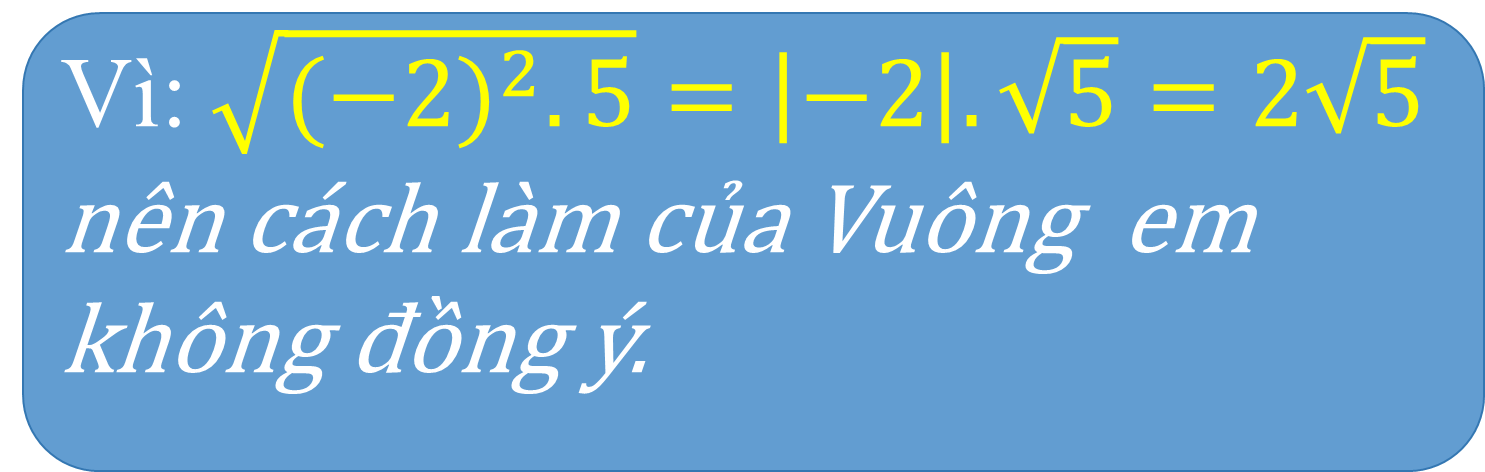 Vì: √((−2)².5) = |−2|.√5 = 2√5
nên cách làm của Vuông em
không đồng ý.